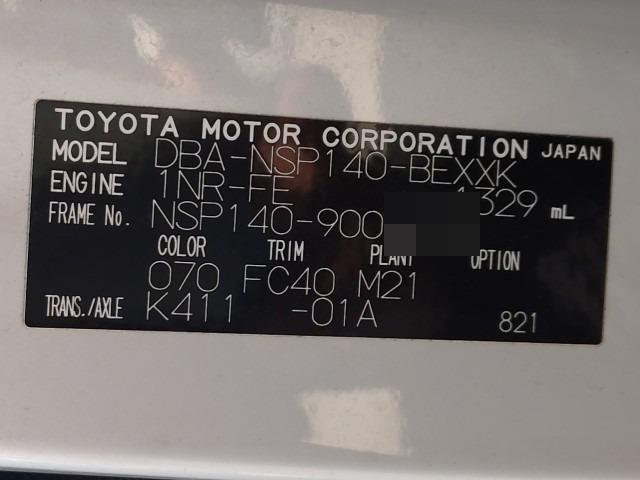 TOYOTA MOTOR CORPORATION JAPAN
MODEL DBA-NSP140-BEXXK
ENGINE 1NR-FE 1329 mL
FRAME No. NSP140-900
COLOR TRIM PLANT OPTION
070 FC40 M21
TRANS./AXLE K411 -01A 821